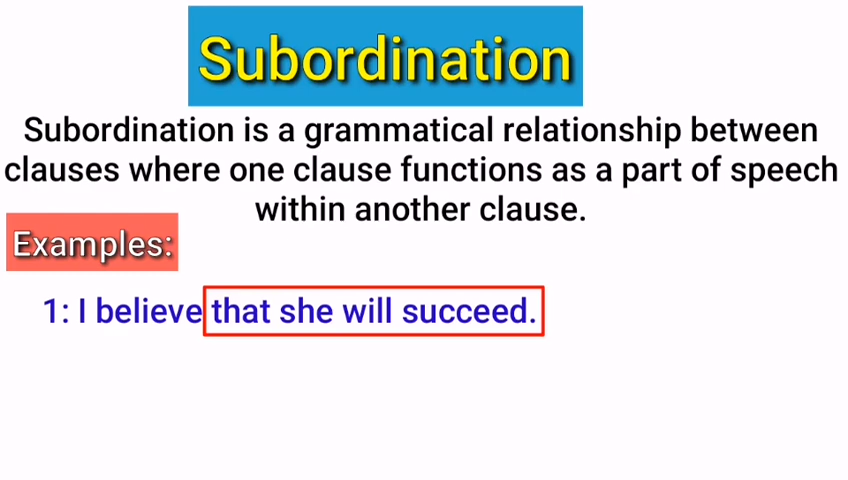 Subordination
Subordination is a grammatical relationship between
clauses where one clause functions as a part of speech
within another clause.
Examples:
1: I believe that she will succeed.